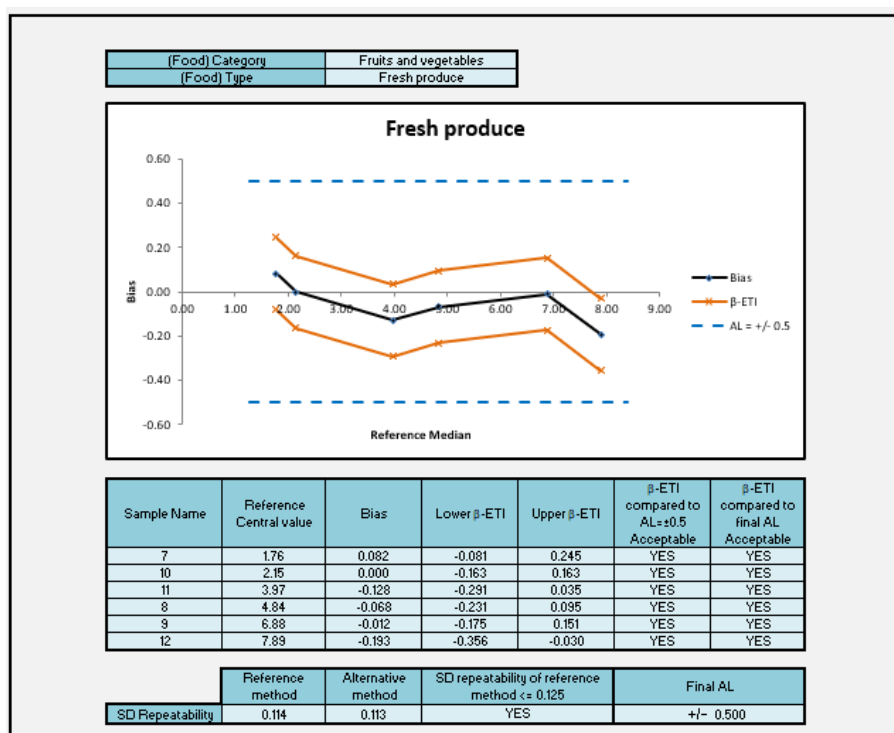 (Food) Category Fruits and vegetables
(Food) Type Fresh produce
Fresh produce
0.60
0.40
0.20
0.00
-0.20
-0.40
-0.60
0.00 1.00 2.00 3.00 4.00 5.00 6.00 7.00 8.00 9.00
Bias
Reference Median
Bias
β-ETI
AL = +/- 0.5
Sample Name Reference Central value Bias Lower β-ETI Upper β-ETI β-ETI compared to AL=±0.5 Acceptable β-ETI compared to final AL Acceptable
7 1.76 0.082 -0.081 0.245 YES YES
10 2.15 0.000 -0.163 0.163 YES YES
11 3.97 -0.128 -0.291 0.035 YES YES
8 4.84 -0.068 -0.231 0.095 YES YES
9 6.88 -0.012 -0.175 0.151 YES YES
12 7.89 -0.193 -0.356 -0.030 YES YES
Reference method Alternative method SD repeatability of reference method <= 0.125 Final AL
SD Repeatability 0.114 0.113 YES +/- 0.500